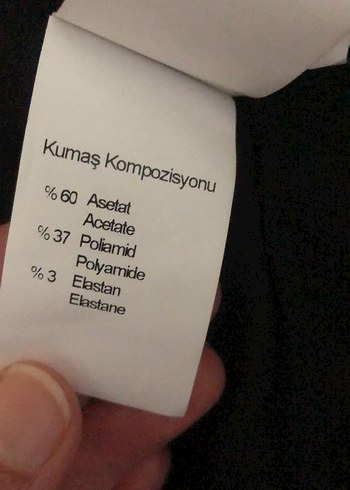 Kumaş Kompozisyonu
%60 Asetat
Acetate
%37 Poliamid
Polyamide
%3 Elastan
Elastane